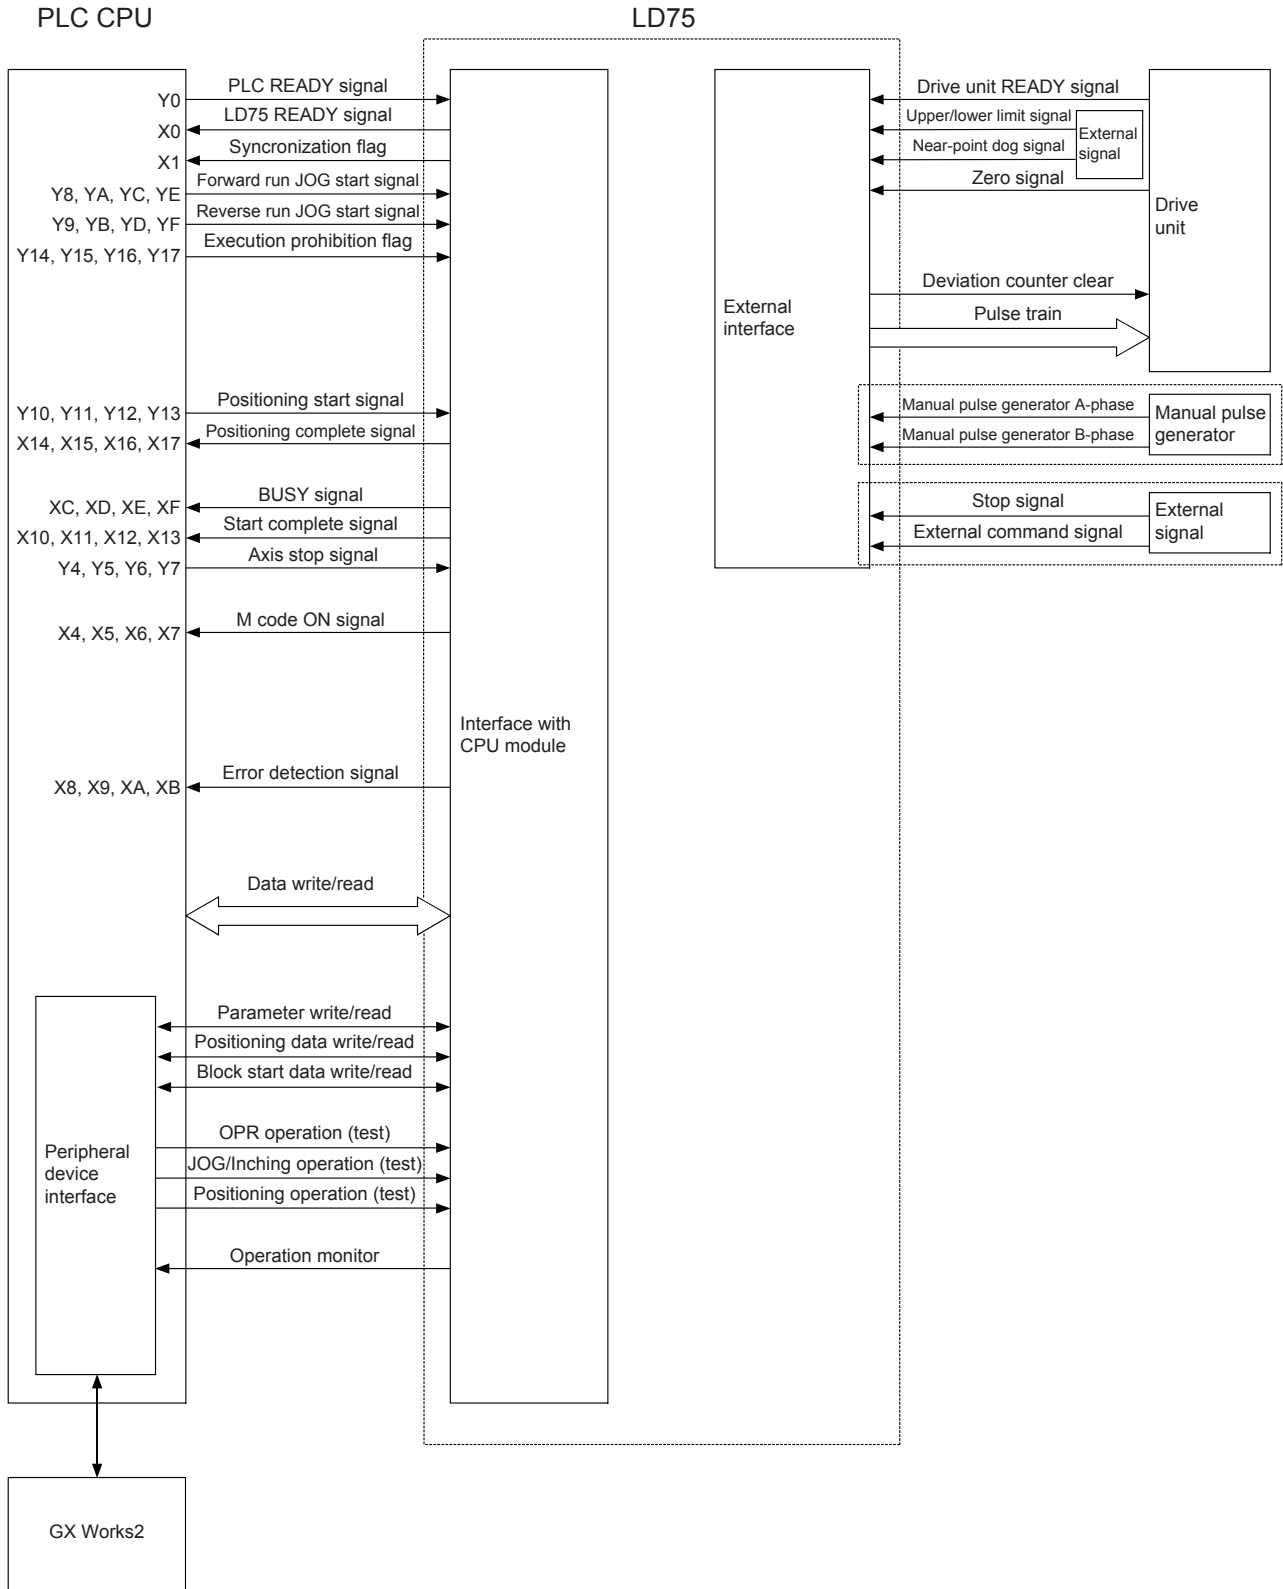 PLC CPU
LD75
Y0
PLC READY signal
X0
LD75 READY signal
X1
Syncronization flag
Y8, YA, YC, YE
Forward run JOG start signal
Y9, YB, YD, YF
Reverse run JOG start signal
Y14, Y15, Y16, Y17
Execution prohibition flag
Y10, Y11, Y12, Y13
Positioning start signal
X14, X15, X16, X17
Positioning complete signal
XC, XD, XE, XF
BUSY signal
X10, X11, X12, X13
Start complete signal
Y4, Y5, Y6, Y7
Axis stop signal
X4, X5, X6, X7
M code ON signal
X8, X9, XA, XB
Error detection signal
Data write/read
Interface with
CPU module
Peripheral
device
interface
Parameter write/read
Positioning data write/read
Block start data write/read
OPR operation (test)
JOG/Inching operation (test)
Positioning operation (test)
Operation monitor
GX Works2
External
interface
Drive unit READY signal
Upper/lower limit signal
Near-point dog signal
External
signal
Zero signal
Drive
unit
Deviation counter clear
Pulse train
Manual pulse generator A-phase
Manual pulse generator B-phase
Manual pulse
generator
Stop signal
External command signal
External
signal